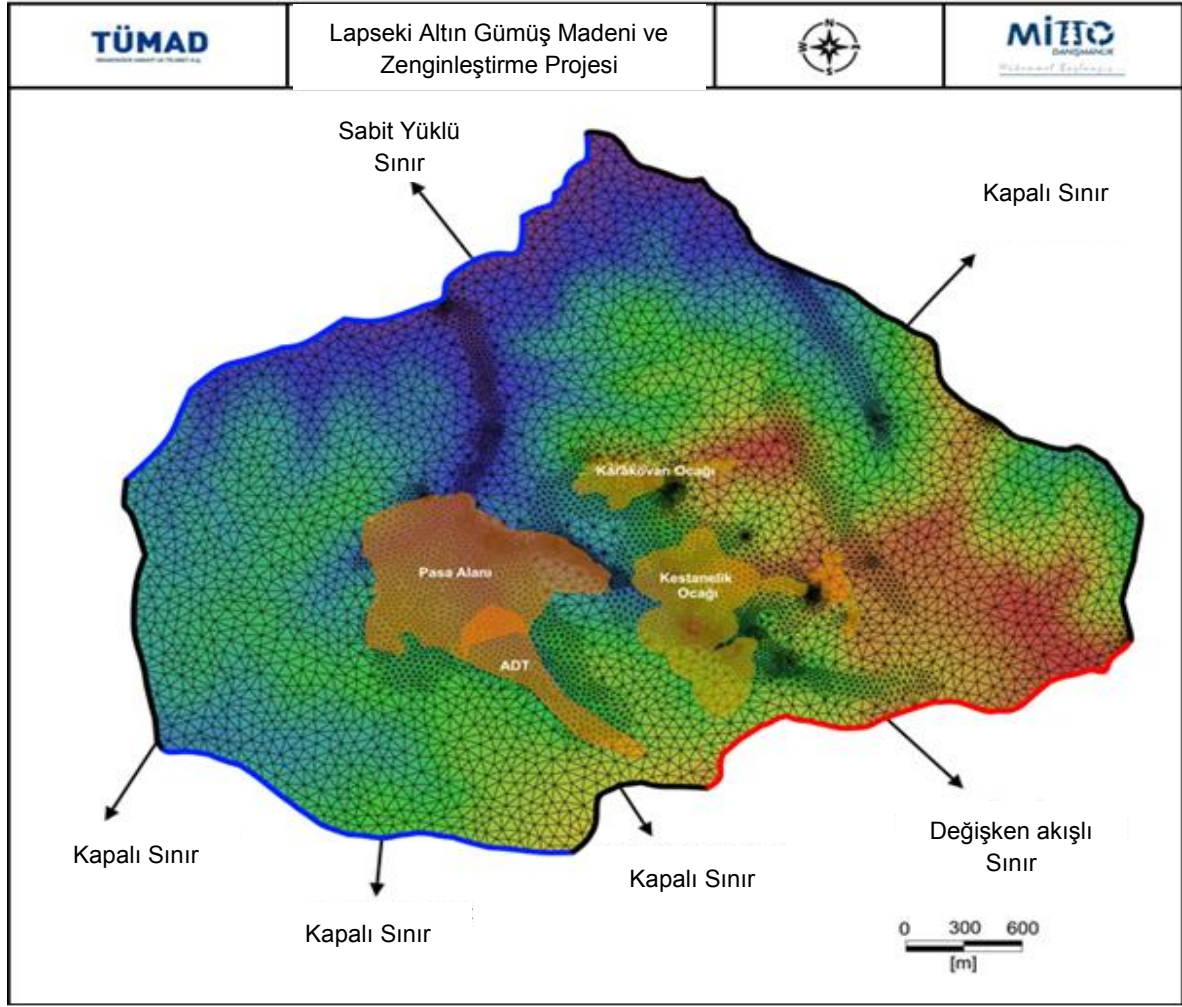 TÜMAD
Lapseki Altın Gümüş Madeni ve
Zenginleştirme Projesi
N
W
S
MİTTO
DANIŞMANLIK
Sabit Yüklü
Sınır
Kapalı Sınır
Karakovan Ocağı
Pasa Alanı
Kestanelik
Ocağı
ADT
Kapalı Sınır
Kapalı Sınır
Kapalı Sınır
Değişken akışlı
Sınır
0 300 600
[m]